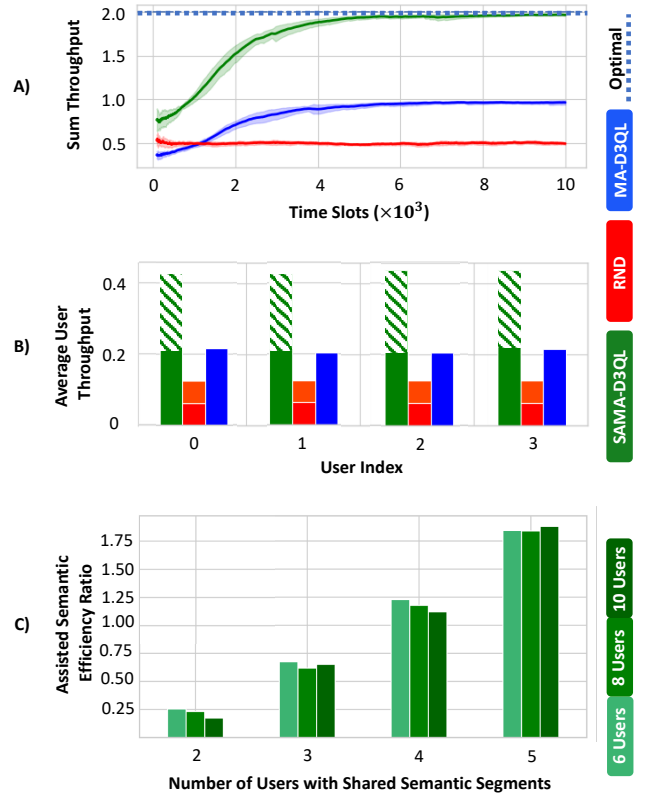 A)
Sum Throughput
2.0
1.5
1.0
0.5
0
2
4
6
8
10
Time Slots (×10³)
Optimal
MA-D3QL
RND
SAMA-D3QL
B)
Average User
Throughput
0.4
0.2
0
0
1
2
3
User Index
C)
Assisted Semantic
Efficiency Ratio
1.75
1.50
1.25
1.00
0.75
0.50
0.25
2
3
4
5
Number of Users with Shared Semantic Segments
10 Users
8 Users
6 Users